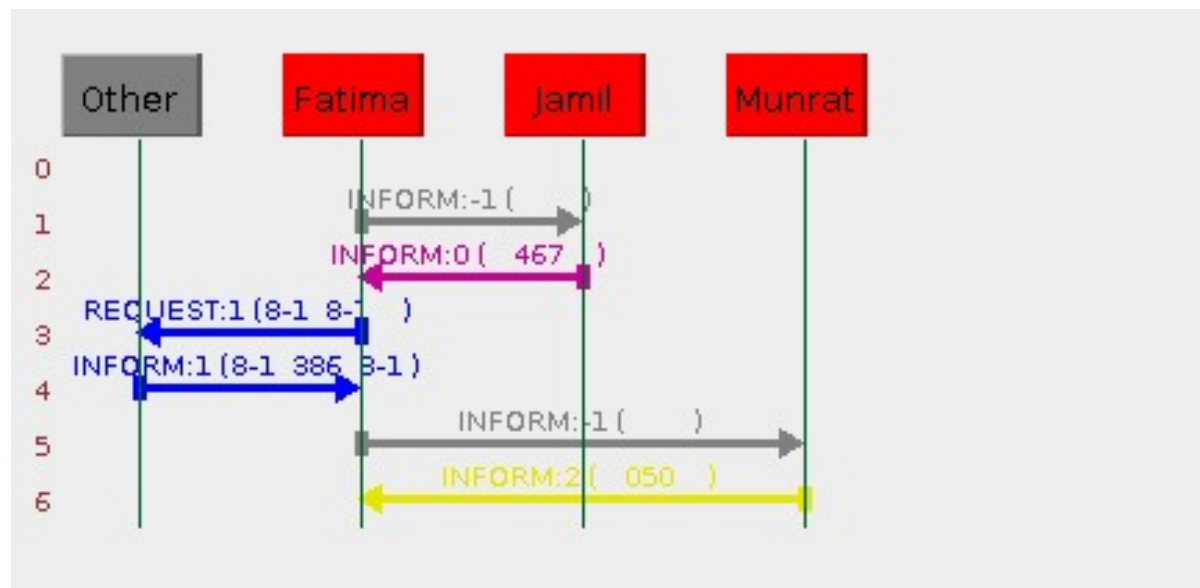 Other Fatima Jamil Munrat
0
INFORM:-1 ( )
1
INFORM:0 ( 467 )
2
REQUEST:1 (8-1 8- )
3
INFORM:1 (8-1 386 8-1 )
4
INFORM:-1 ( )
5
INFORM:2 ( 050 )
6